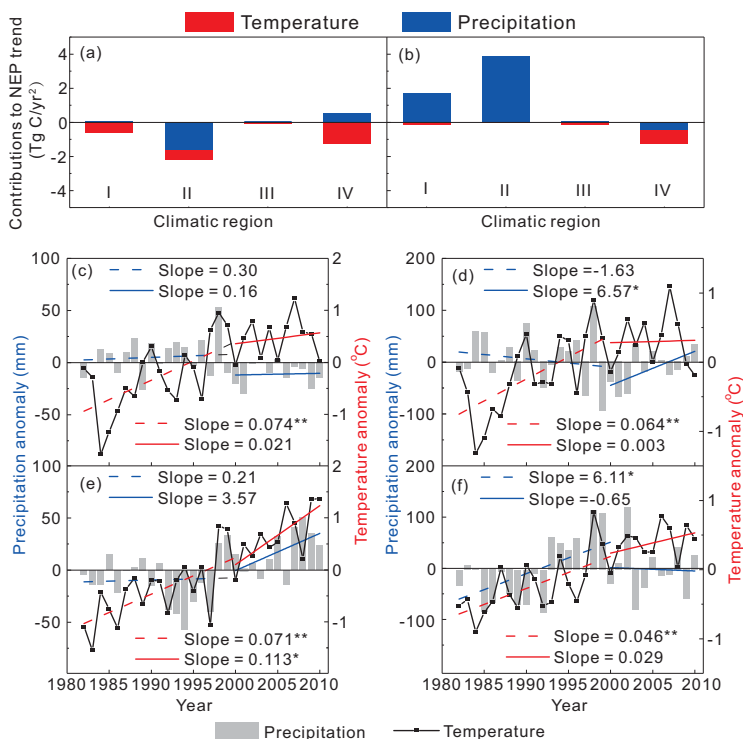 Temperature Precipitation
Contributions to NEP trend
(Tg C/yr²)
4
2
0
-2
-4
(a)
I II III IV
Climatic region
(b)
I II III IV
Climatic region
Precipitation anomaly (mm)
100
50
0
-50
100
50
0
-50
(c)
Slope = 0.30
Slope = 0.16
Slope = 0.074**
Slope = 0.021
2
1
0
-1
2
1
0
-1
Temperature anomaly (°C)
(e)
Slope = 0.21
Slope = 3.57
Slope = 0.071**
Slope = 0.113*
1980 1985 1990 1995 2000 2005 2010
Year
Precipitation anomaly (mm)
200
100
0
-100
200
100
0
-100
(d)
Slope=-1.63
Slope = 6.57*
Slope = 0.064**
Slope = 0.003
1
0
-1
1
0
-1
Temperature anomaly (°C)
(f)
Slope = 6.11*
Slope=-0.65
Slope = 0.046**
Slope = 0.029
1980 1985 1990 1995 2000 2005 2010
Year
Precipitation Temperature